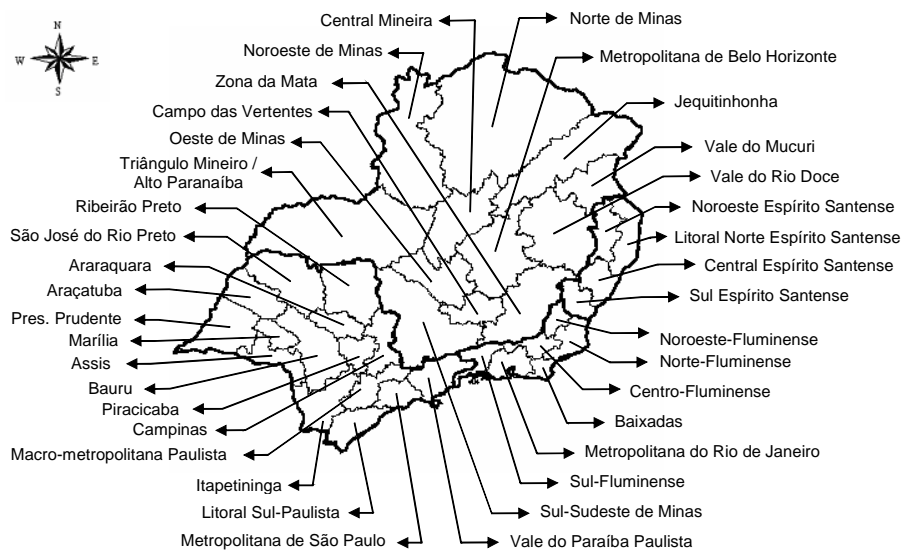 N
W E
S
Central Mineira
Noroeste de Minas
Zona da Mata
Campo das Vertentes
Oeste de Minas
Triângulo Mineiro /
Alto Paranaíba
Ribeirão Preto
São José do Rio Preto
Araraquara
Araçatuba
Pres. Prudente
Marília
Assis
Bauru
Piracicaba
Campinas
Macro-metropolitana Paulista
Itapetininga
Litoral Sul-Paulista
Metropolitana de São Paulo
Norte de Minas
Metropolitana de Belo Horizonte
Jequitinhonha
Vale do Mucuri
Vale do Rio Doce
Noroeste Espírito Santense
Litoral Norte Espírito Santense
Central Espírito Santense
Sul Espírito Santense
Noroeste-Fluminense
Norte-Fluminense
Centro-Fluminense
Baixadas
Metropolitana do Rio de Janeiro
Sul-Fluminense
Sul-Sudeste de Minas
Vale do Paraíba Paulista